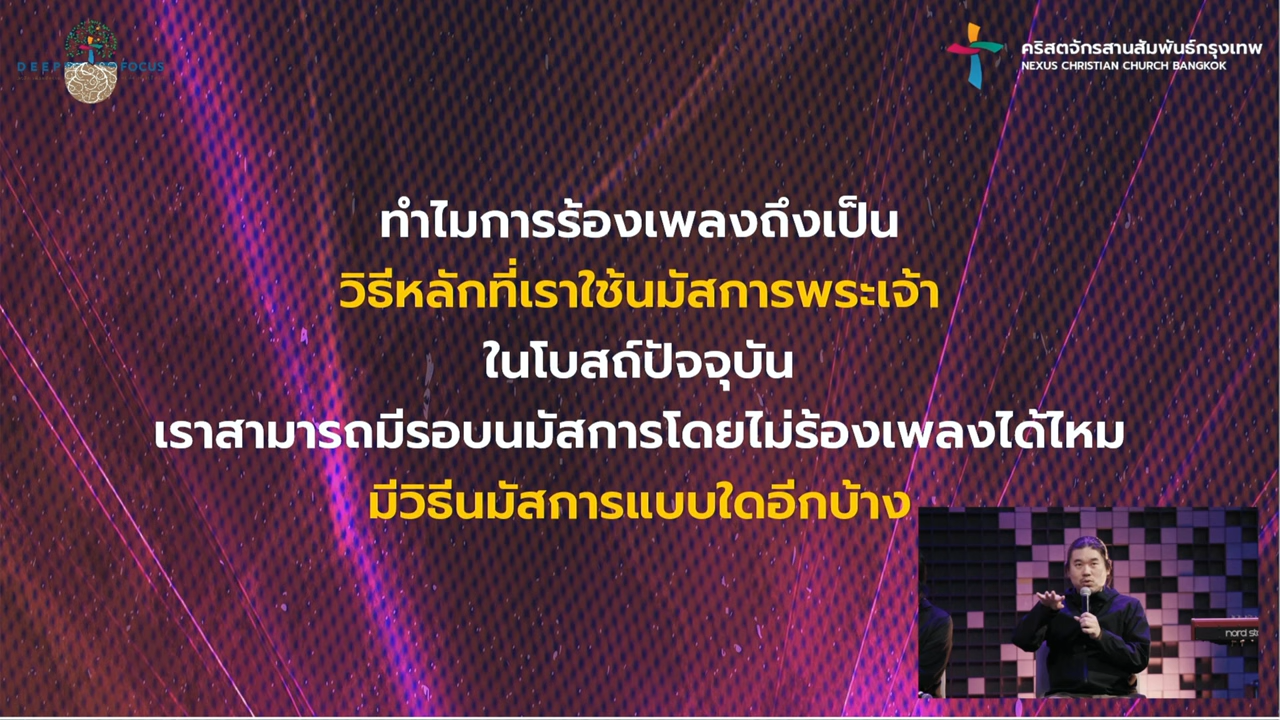 DEEP FOCUS
คริสตจักรสานสัมพันธ์กรุงเทพ
NEXUS CHRISTIAN CHURCH BANGKOK
ทำไมการร้องเพลงถึงเป็น
วิธีหลักที่เราใช้นมัสการพระเจ้า
ในโบสถ์ปัจจุบัน
เราสามารถมีรอบนมัสการโดยไม่ร้องเพลงได้ไหม
มีวิธีนมัสการแบบใดอีกบ้าง
nord